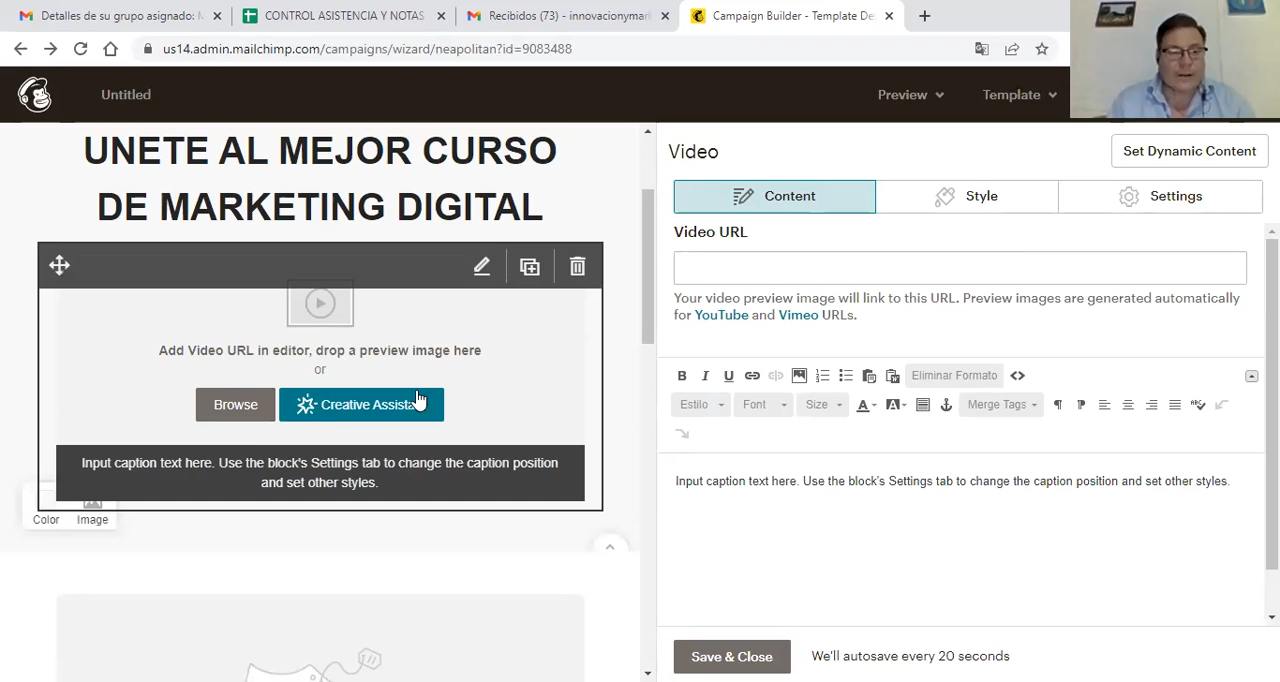 Detalles de su grupo asignado: M
CONTROL ASISTENCIA Y NOTAS
Recibidos (73) - innovacionymark
Campaign Builder - Template De
us14.admin.mailchimp.com/campaigns/wizard/neapolitan?id=9083488
Untitled
Preview
Template
UNETE AL MEJOR CURSO
DE MARKETING DIGITAL
Add Video URL in editor, drop a preview image here
or
Browse
Creative Assista
Input caption text here. Use the block's Settings tab to change the caption position
and set other styles.
Color
Image
Video
Set Dynamic Content
Content
Style
Settings
Video URL
Your video preview image will link to this URL. Preview images are generated automatically
for YouTube and Vimeo URLs.
B I U
Eliminar Formato
Estilo
Font
Size
A
A
Merge Tags
Input caption text here. Use the block's Settings tab to change the caption position and set other styles.
Save & Close
We'll autosave every 20 seconds